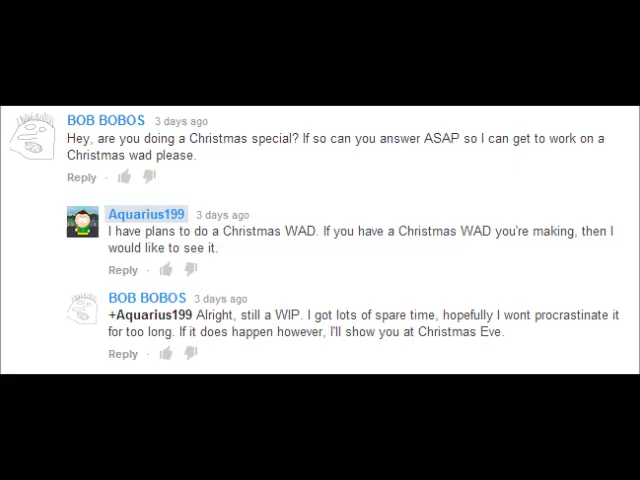 BOB BOBOS 3 days ago
Hey, are you doing a Christmas special? If so can you answer ASAP so I can get to work on a
Christmas wad please.
Reply ·
Aquarius199 3 days ago
I have plans to do a Christmas WAD. If you have a Christmas WAD you're making, then I
would like to see it.
Reply ·
BOB BOBOS 3 days ago
+Aquarius199 Alright, still a WIP. I got lots of spare time, hopefully I wont procrastinate it
for too long. If it does happen however, I'll show you at Christmas Eve.
Reply ·